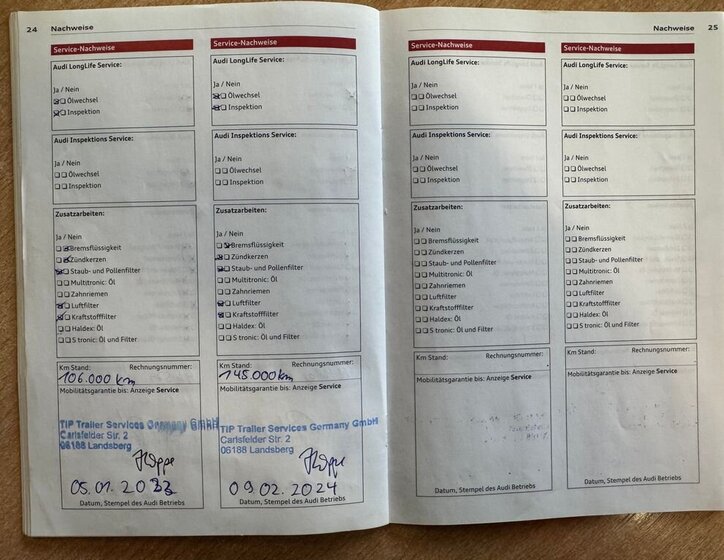 24 Nachweise
Service-Nachweise
Audi LongLife Service:
Ja / Nein
Ölwechsel
Inspektion
Audi Inspektions Service:
Ja / Nein
Ölwechsel
Inspektion
Zusatzarbeiten:
Ja / Nein
Bremsflüssigkeit
Zündkerzen
Staub- und Pollenfilter
Multitronic: Öl
Zahnriemen
Luftfilter
Kraftstofffilter
Haldex: Öl
S tronic: Öl und Filter
Km Stand: Rechnungsnummer:
106.000 km
Mobilitätsgarantie bis: Anzeige Service
TIP Trailer Services Germany GmbH
Carlsfelder Str. 2
06188 Landsberg
05.01.20
Datum, Stempel des Audi Betriebs
Service-Nachweise
Audi LongLife Service:
Ja / Nein
Ölwechsel
Inspektion
Audi Inspektions Service:
Ja / Nein
Ölwechsel
Inspektion
Zusatzarbeiten:
Ja / Nein
Bremsflüssigkeit
Zündkerzen
Staub- und Pollenfilter
Multitronic: Öl
Zahnriemen
Luftfilter
Kraftstofffilter
Haldex: Öl
S tronic: Öl und Filter
Km Stand: Rechnungsnummer:
145.000km
Mobilitätsgarantie bis: Anzeige Service
TIP Trailer Services Germany GmbH
Carlsfelder Str. 2
06188 Landsberg
09.02.2024
Datum, Stempel des Audi Betriebs
Nachweise 25
Service-Nachweise
Audi LongLife Service:
Ja / Nein
Ölwechsel
Inspektion
Audi Inspektions Service:
Ja / Nein
Ölwechsel
Inspektion
Zusatzarbeiten:
Ja / Nein
Bremsflüssigkeit
Zündkerzen
Staub- und Pollenfilter
Multitronic: Öl
Zahnriemen
Luftfilter
Kraftstofffilter
Haldex: Öl
S tronic: Öl und Filter
Km Stand: Rechnungsnummer:
Mobilitätsgarantie bis: Anzeige Service
Datum, Stempel des Audi Betriebs
Service-Nachweise
Audi LongLife Service:
Ja / Nein
Ölwechsel
Inspektion
Audi Inspektions Service:
Ja / Nein
Ölwechsel
Inspektion
Zusatzarbeiten:
Ja / Nein
Bremsflüssigkeit
Zündkerzen
Staub- und Pollenfilter
Multitronic: Öl
Zahnriemen
Luftfilter
Kraftstofffilter
Haldex: Öl
S tronic: Öl und Filter
Km Stand: Rechnungsnummer:
Mobilitätsgarantie bis: Anzeige Service
Datum, Stempel des Audi Betriebs